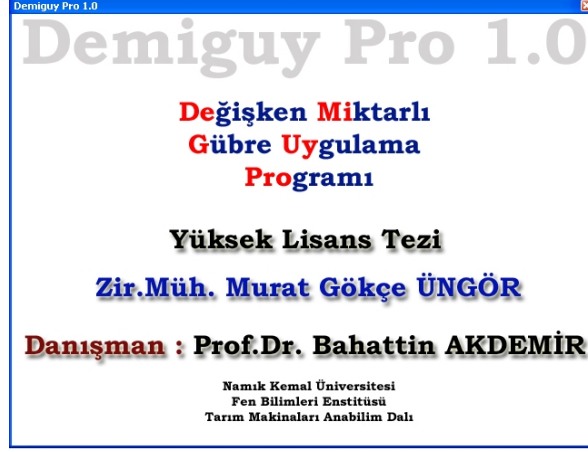 Demiguy Pro 1.0
Demiguy Pro 1.0
Değişken Miktarlı
Gübre Uygulama
Programı
Yüksek Lisans Tezi
Zir.Müh. Murat Gökçe ÜNGÖR
Danışman : Prof.Dr. Bahattin AKDEMİR
Namık Kemal Üniversitesi
Fen Bilimleri Enstitüsü
Tarım Makinaları Anabilim Dalı